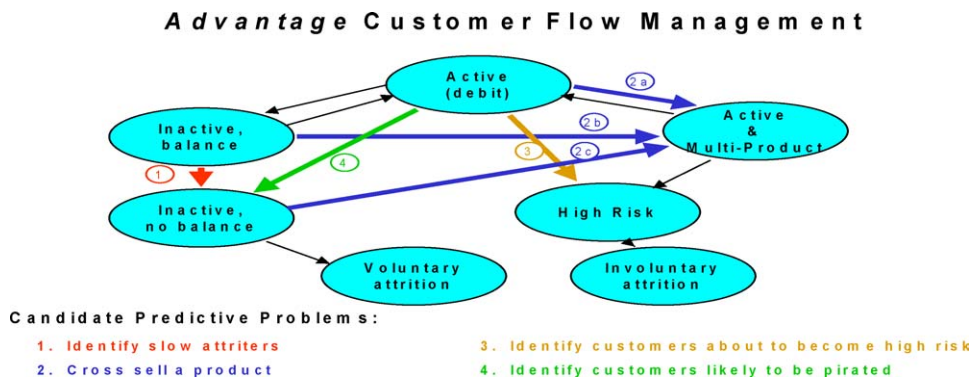 Advantage Customer Flow Management
Active
(debit)
2a
Inactive,
balance
2b
Active
&
Multi-Product
1
4
3
2c
Inactive,
no balance
High Risk
Voluntary
attrition
Involuntary
attrition
Candidate Predictive Problems:
1. Identify slow attriters
3. Identify customers about to become high risk
2. Cross sell a product
4. Identify customers likely to be pirated